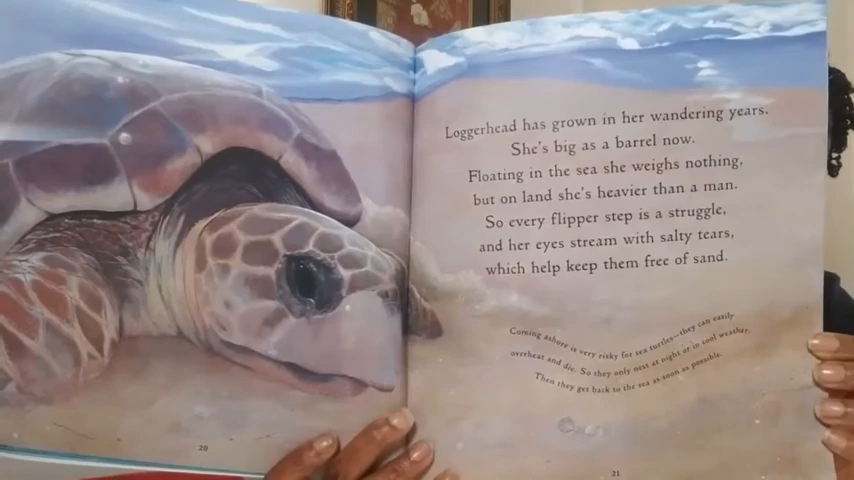 Loggerhead has grown in her wandering years.
She's big as a barrel now.
Floating in the sea she weighs nothing,
but on land she's heavier than a man.
So every flipper step is a struggle,
and her eyes stream with salty tears,
which help keep them free of sand.
Coming ashore is very risky for sea turtles—they can easily
overheat and die. So they only nest at night or in cool weather.
Then they get back to the sea as soon as possible.
20
21